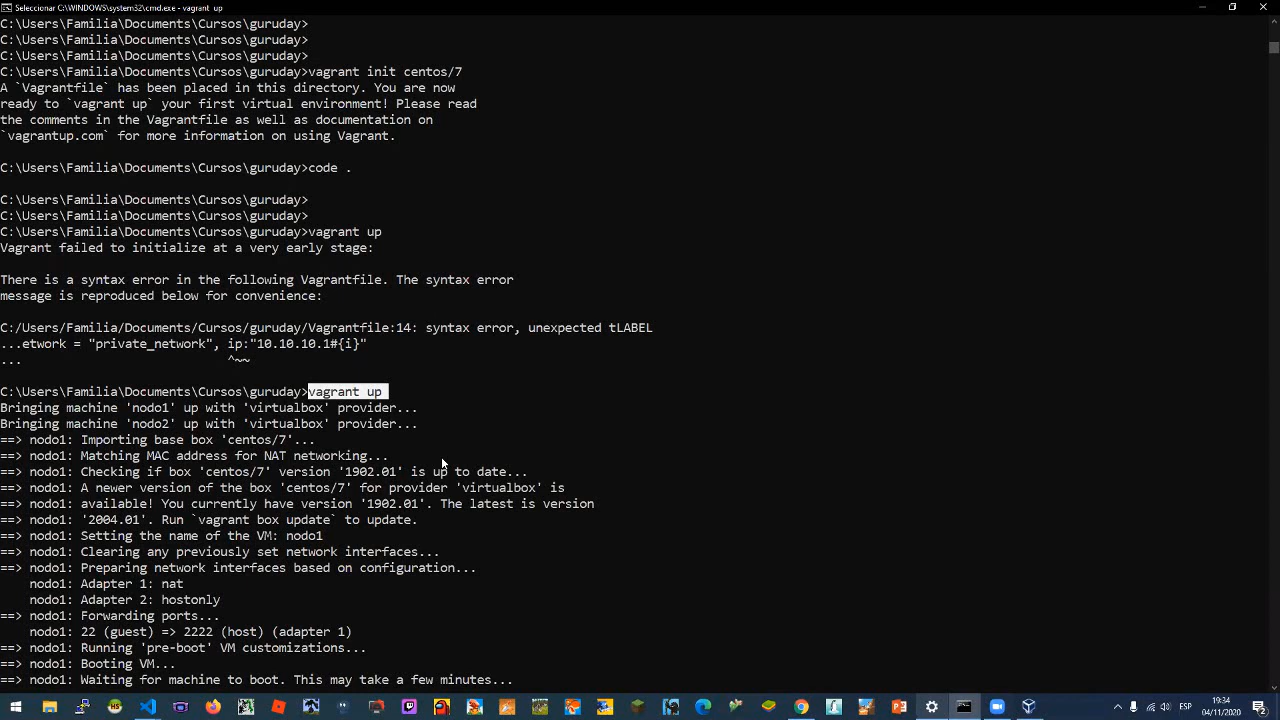 Seleccionar C:\WINDOWS\system32\cmd.exe - vagrant up
C:\Users\Familia\Documents\Cursos\guruday>
C:\Users\Familia\Documents\Cursos\guruday>
C:\Users\Familia\Documents\Cursos\guruday>
C:\Users\Familia\Documents\Cursos\guruday>vagrant init centos/7
A `Vagrantfile` has been placed in this directory. You are now
ready to `vagrant up` your first virtual environment! Please read
the comments in the Vagrantfile as well as documentation on
`vagrantup.com` for more information on using Vagrant.
C:\Users\Familia\Documents\Cursos\guruday>code .
C:\Users\Familia\Documents\Cursos\guruday>
C:\Users\Familia\Documents\Cursos\guruday>
C:\Users\Familia\Documents\Cursos\guruday>vagrant up
Vagrant failed to initialize at a very early stage:
There is a syntax error in the following Vagrantfile. The syntax error
message is reproduced below for convenience:
C:/Users/Familia/Documents/Cursos/guruday/Vagrantfile:14: syntax error, unexpected tLABEL
...etwork = "private_network", ip:"10.10.10.1#{i}"
... ^~~
C:\Users\Familia\Documents\Cursos\guruday>vagrant up
Bringing machine 'nodo1' up with 'virtualbox' provider...
Bringing machine 'nodo2' up with 'virtualbox' provider...
==> nodo1: Importing base box 'centos/7'...
==> nodo1: Matching MAC address for NAT networking...
==> nodo1: Checking if box 'centos/7' version '1902.01' is up to date...
==> nodo1: A newer version of the box 'centos/7' for provider 'virtualbox' is
==> nodo1: available! You currently have version '1902.01'. The latest is version
==> nodo1: '2004.01'. Run `vagrant box update` to update.
==> nodo1: Setting the name of the VM: nodo1
==> nodo1: Clearing any previously set network interfaces...
==> nodo1: Preparing network interfaces based on configuration...
nodo1: Adapter 1: nat
nodo1: Adapter 2: hostonly
==> nodo1: Forwarding ports...
nodo1: 22 (guest) => 2222 (host) (adapter 1)
==> nodo1: Running 'pre-boot' VM customizations...
==> nodo1: Booting VM...
==> nodo1: Waiting for machine to boot. This may take a few minutes...
ESP
19:34
04/11/2020
2